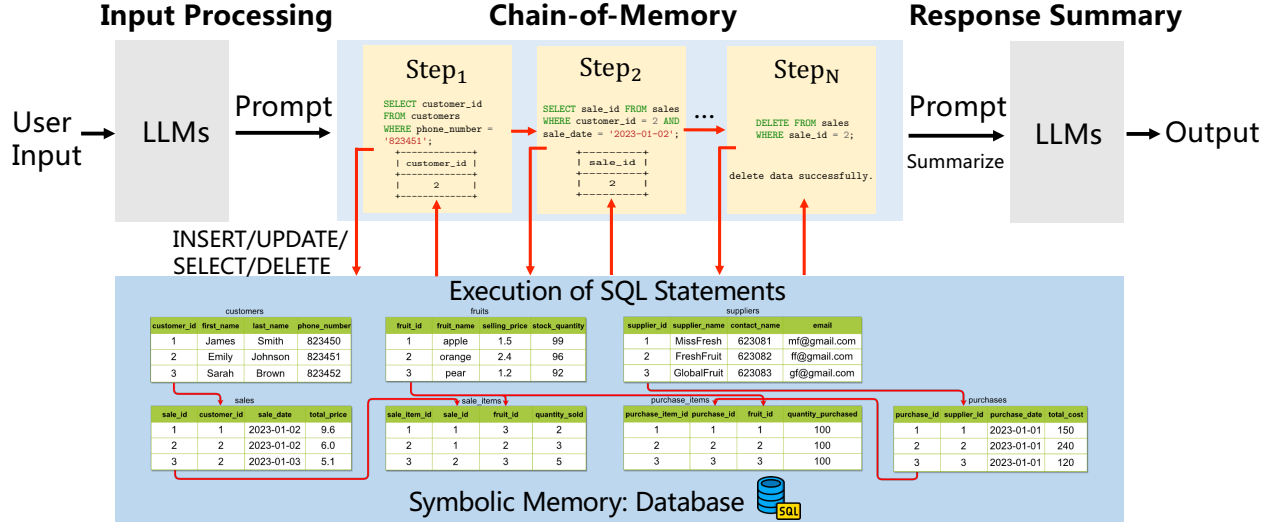 Input Processing
Chain-of-Memory
Response Summary
User
Input
LLMs
Prompt
Step1
SELECT customer_id
FROM customers
WHERE phone_number =
'823451';
+------------+
| customer_id |
+------------+
| 2 |
+------------+
Step2
SELECT sale_id FROM sales
WHERE customer_id = 2 AND
sale_date = '2023-01-02';
+---------+
| sale_id |
+---------+
| 2 |
+---------+
...
StepN
DELETE FROM sales
WHERE sale_id = 2;
delete data successfully.
Prompt
Summarize
LLMs
Output
INSERT/UPDATE/
SELECT/DELETE
Execution of SQL Statements
customers
customer_id first_name last_name phone_number
1 James Smith 823450
2 Emily Johnson 823451
3 Sarah Brown 823452
fruits
fruit_id fruit_name selling_price stock_quantity
1 apple 1.5 99
2 orange 2.4 96
3 pear 1.2 92
suppliers
supplier_id supplier_name contact_name email
1 MissFresh 623081 mf@gmail.com
2 FreshFruit 623082 ff@gmail.com
3 GlobalFruit 623083 gf@gmail.com
sales
sale_id customer_id sale_date total_price
1 1 2023-01-02 9.6
2 2 2023-01-02 6.0
3 2 2023-01-03 5.1
sale_items
sale_item_id sale_id fruit_id quantity_sold
1 1 3 2
2 1 2 3
3 2 3 5
purchase_items
purchase_item_id purchase_id fruit_id quantity_purchased
1 1 1 100
2 2 2 100
3 3 3 100
purchases
purchase_id supplier_id purchase_date total_cost
1 1 2023-01-01 150
2 2 2023-01-01 240
3 3 2023-01-01 120
Symbolic Memory: Database
SQL